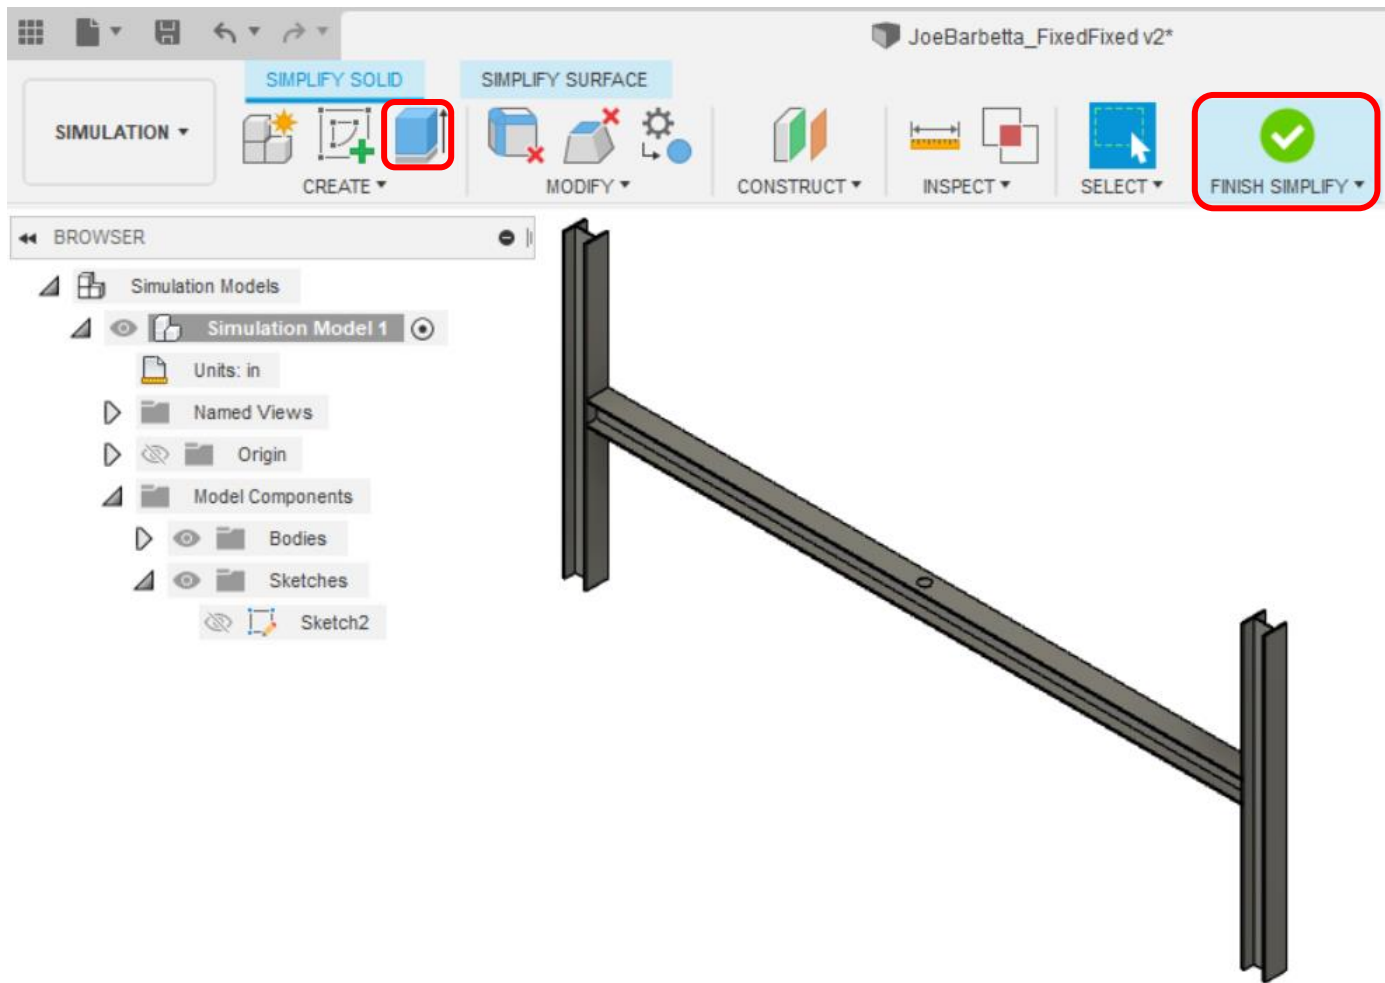 JoeBarbetta_FixedFixed v2*
SIMPLIFY SOLID
SIMPLIFY SURFACE
SIMULATION
CREATE
MODIFY
CONSTRUCT
INSPECT
SELECT
FINISH SIMPLIFY
BROWSER
Simulation Models
Simulation Model 1
Units: in
Named Views
Origin
Model Components
Bodies
Sketches
Sketch2